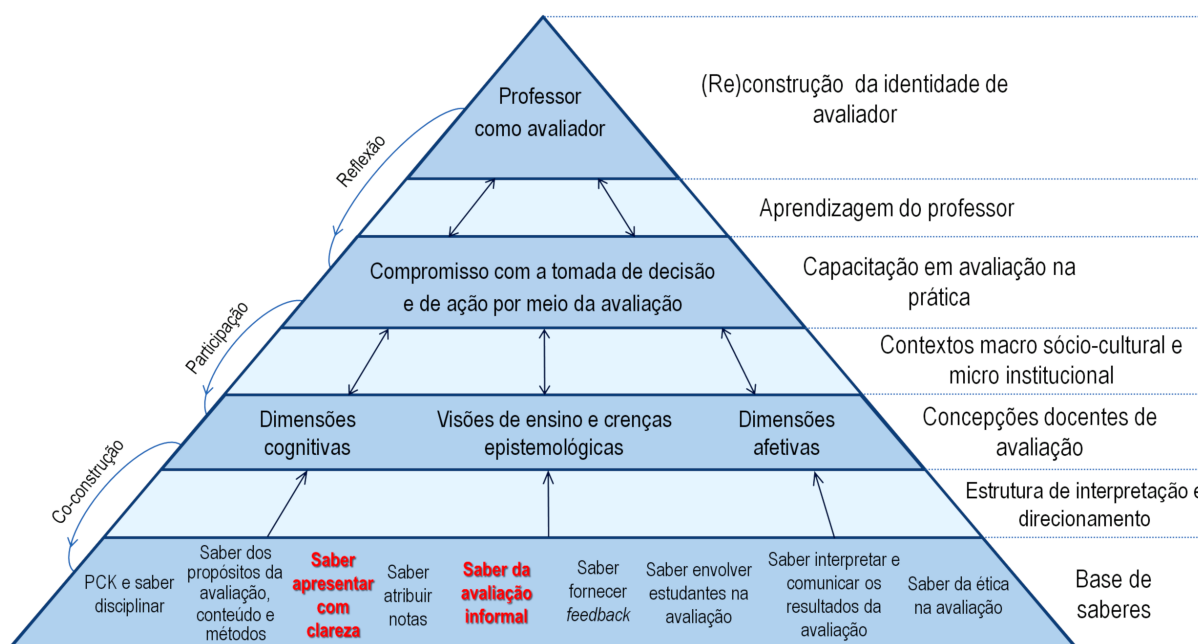 Professor
como avaliador
(Re)construção da identidade de
avaliador
Reflexão
Aprendizagem do professor
Compromisso com a tomada de decisão
e de ação por meio da avaliação
Capacitação em avaliação na
prática
Participação
Contextos macro sócio-cultural e
micro institucional
Dimensões
cognitivas
Visões de ensino e crenças
epistemológicas
Dimensões
afetivas
Concepções docentes de
avaliação
Co-construção
Estrutura de interpretação e
direcionamento
PCK e saber
disciplinar
Saber dos
propósitos da
avaliação,
conteúdo e
métodos
Saber
apresentar
com
clareza
Saber
atribuir
notas
Saber da
avaliação
informal
Saber
fornecer
feedback
Saber envolver
estudantes na
avaliação
Saber interpretar e
comunicar os
resultados da
avaliação
Saber da ética
na avaliação
Base de
saberes